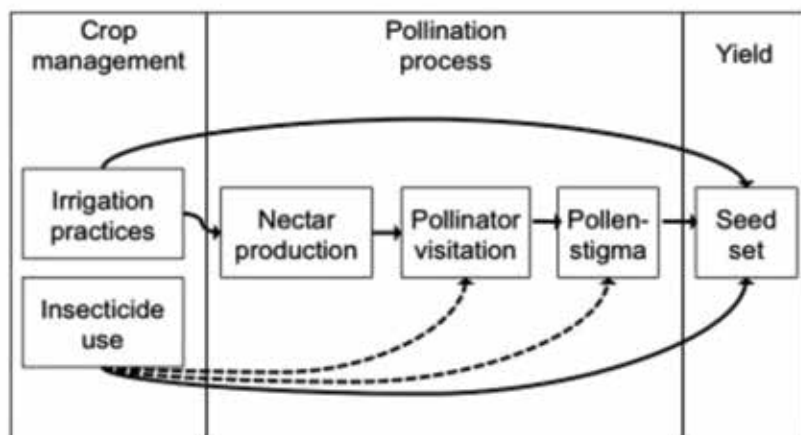 Crop
management
Pollination
process
Yield
Irrigation
practices
Nectar
production
Pollinator
visitation
Pollen-
stigma
Seed
set
Insecticide
use